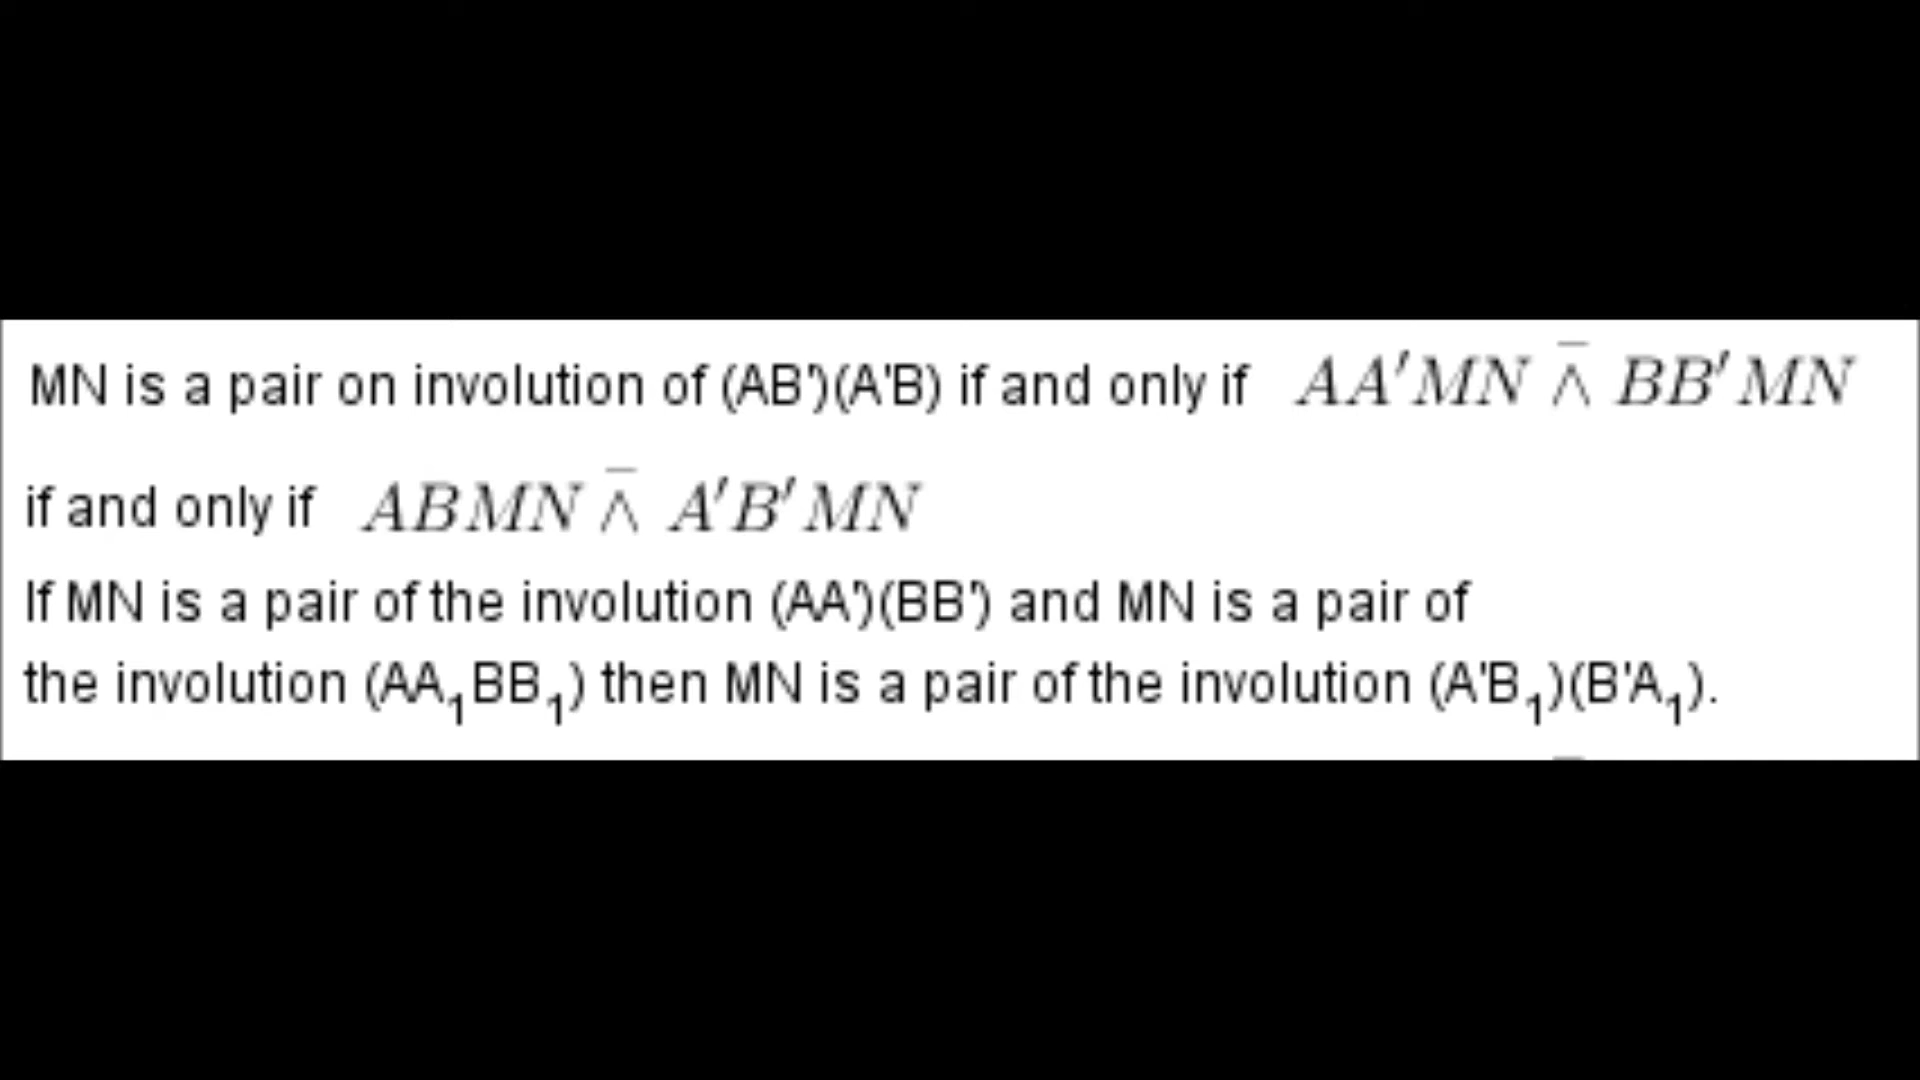 MN is a pair on involution of (AB')(A'B) if and only if AA'MN ⊼ BB'MN
if and only if ABMN ⊼ A'B'MN
If MN is a pair of the involution (AA')(BB') and MN is a pair of
the involution (AA₁BB₁) then MN is a pair of the involution (A'B₁)(B'A₁).